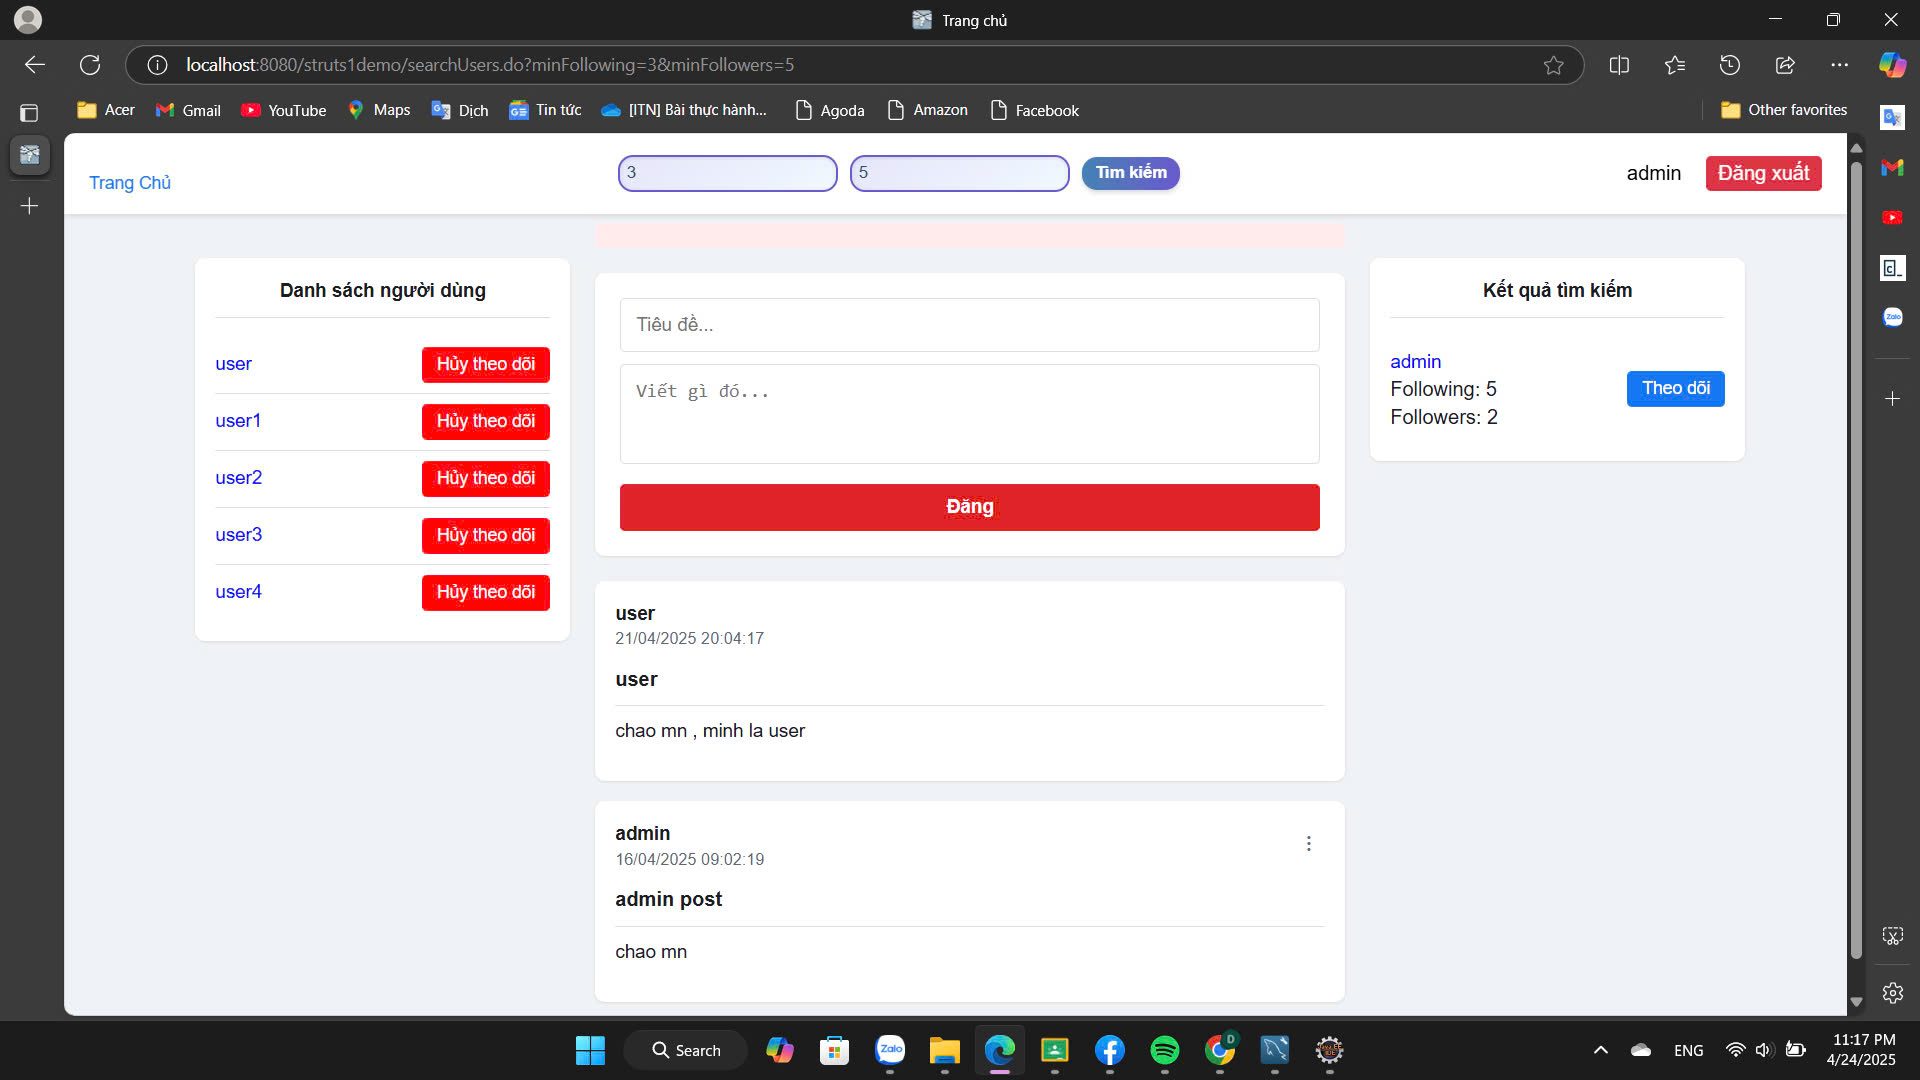 Trang chủ
localhost:8080/struts1demo/searchUsers.do?minFollowing=3&minFollowers=5
Acer
Gmail
YouTube
Maps
Dịch
Tin tức
[ITN] Bài thực hành...
Agoda
Amazon
Facebook
Other favorites
Trang Chủ
3
5
Tìm kiếm
admin
Đăng xuất
Danh sách người dùng
user
Hủy theo dõi
user1
Hủy theo dõi
user2
Hủy theo dõi
user3
Hủy theo dõi
user4
Hủy theo dõi
Tiêu đề...
Viết gì đó...
Đăng
user
21/04/2025 20:04:17
user
chao mn , minh la user
admin
16/04/2025 09:02:19
admin post
chao mn
Kết quả tìm kiếm
admin
Following: 5
Followers: 2
Theo dõi
Search
Zalo
ENG
11:17 PM
4/24/2025